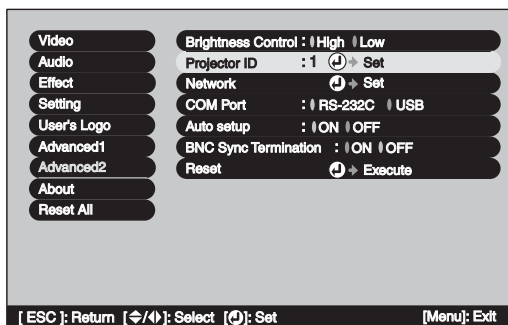 Video
Audio
Effect
Setting
User's Logo
Advanced1
Advanced2
About
Reset All
Brightness Control : High Low
Projector ID : 1 Set
Network Set
COM Port : RS-232C USB
Auto setup : ON OFF
BNC Sync Termination : ON OFF
Reset Execute
[ ESC ]: Return [ / ]: Select [ ]: Set [Menu]: Exit